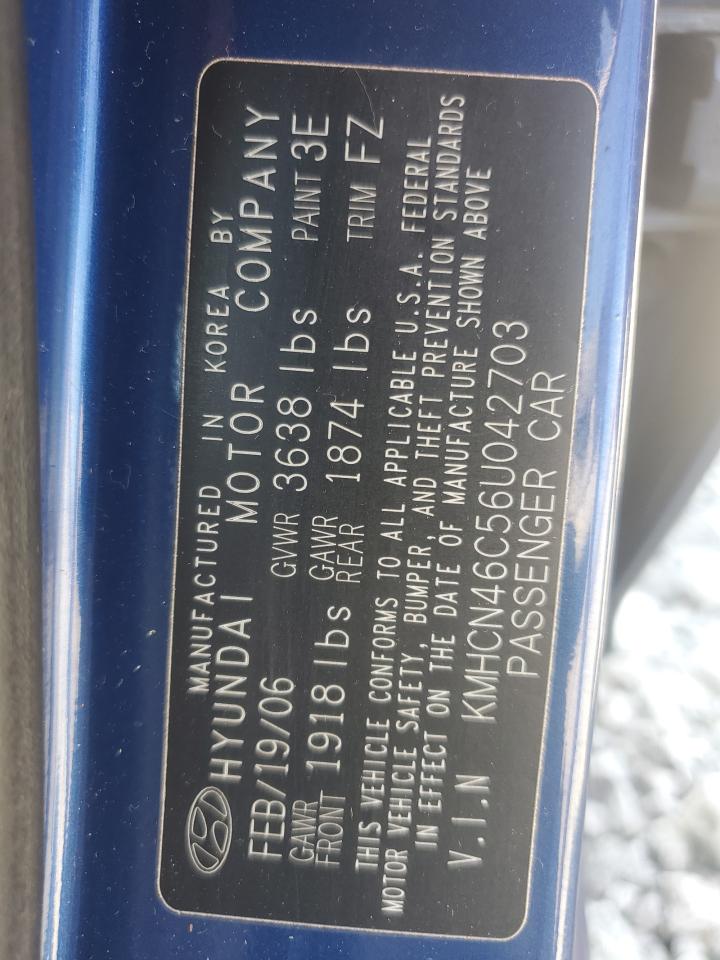 MANUFACTURED IN KOREA BY
HYUNDAI MOTOR COMPANY
FEB/19/06 GVWR 3638 lbs PAINT 3E
GAWR FRONT 1918 lbs GAWR REAR 1874 lbs TRIM FZ
THIS VEHICLE CONFORMS TO ALL APPLICABLE U.S.A. FEDERAL
MOTOR VEHICLE SAFETY, BUMPER, AND THEFT PREVENTION STANDARDS
IN EFFECT ON THE DATE OF MANUFACTURE SHOWN ABOVE
V.I.N KMHCN46C56U042703
PASSENGER CAR